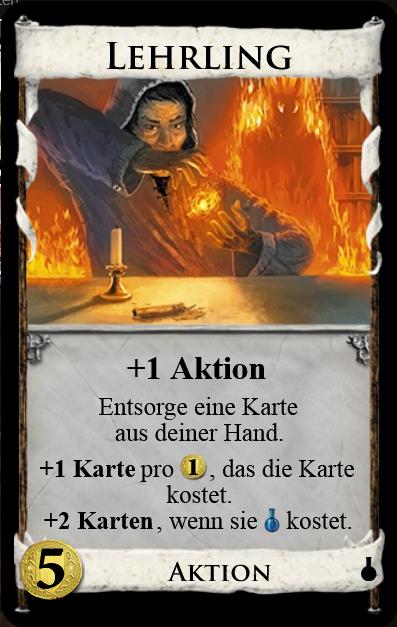 LEHRLING
+1 Aktion
Entsorge eine Karte
aus deiner Hand.
+1 Karte pro 1, das die Karte
kostet.
+2 Karten, wenn sie kostet.
5 AKTION